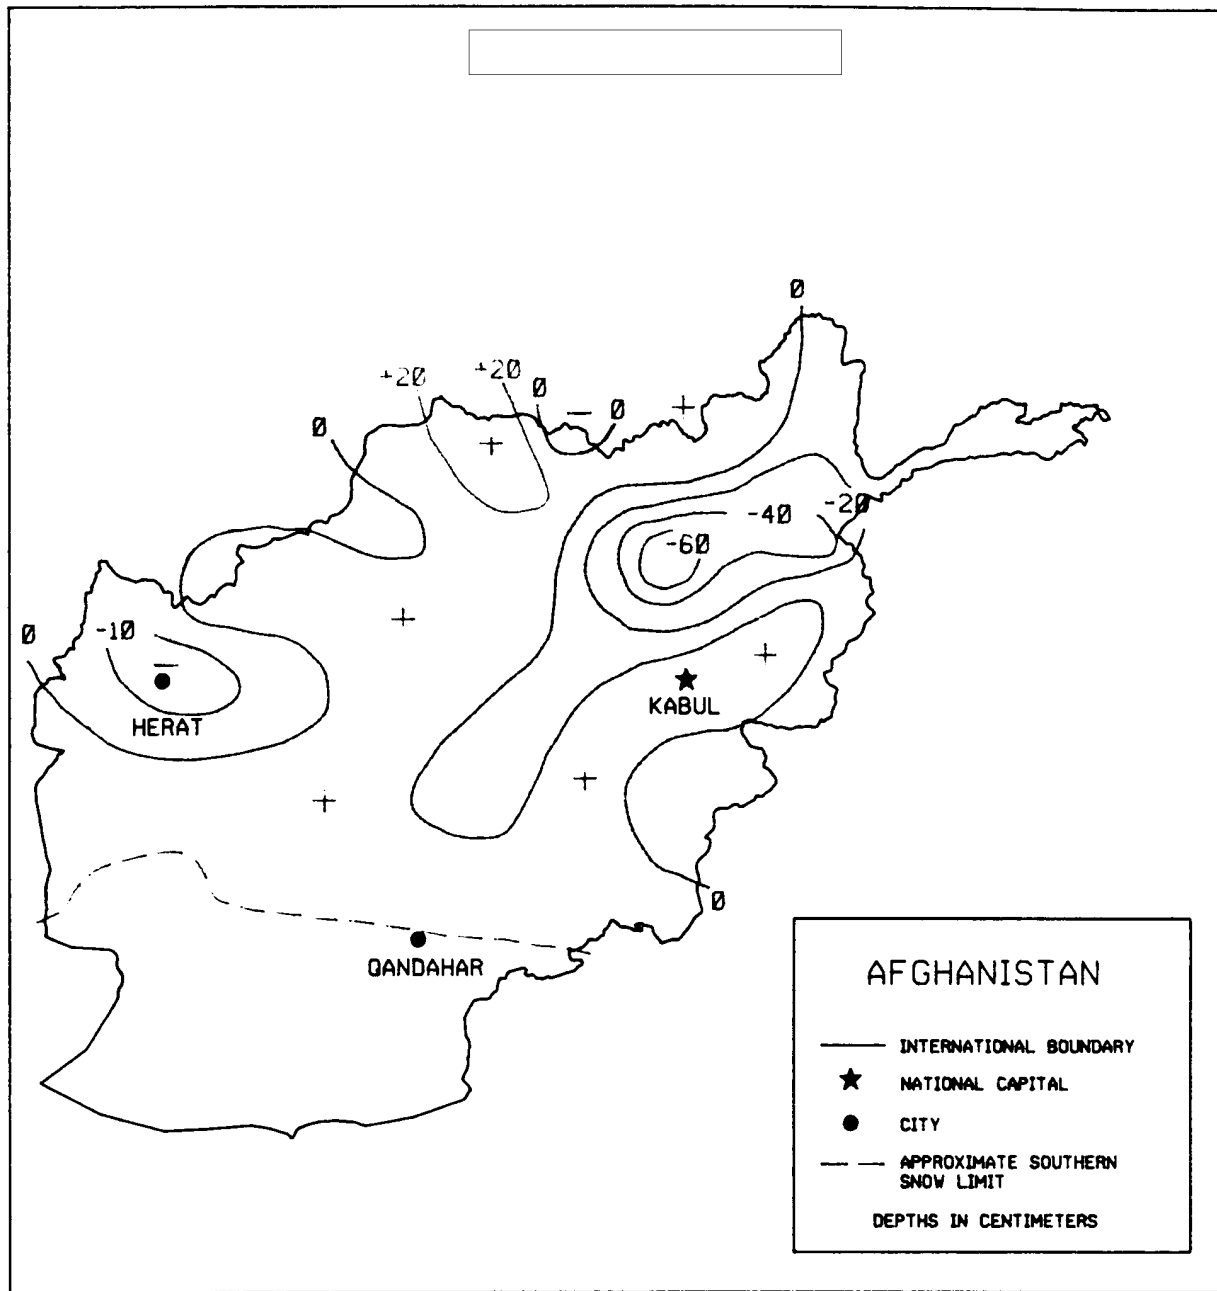 0
+20
+20
0
0
+
-
0
+
-20
-40
-60
+
0
-10
-
+
HERAT
KABUL
+
+
0
QANDAHAR
AFGHANISTAN
INTERNATIONAL BOUNDARY
NATIONAL CAPITAL
CITY
APPROXIMATE SOUTHERN
SNOW LIMIT
DEPTHS IN CENTIMETERS